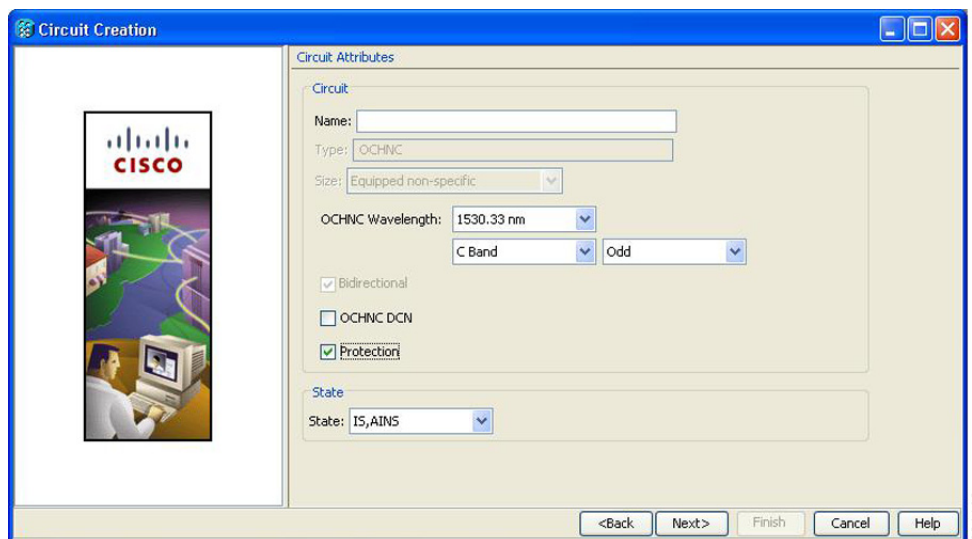 Circuit Creation
CISCO
Circuit Attributes
Circuit
Name:
Type: OCHNC
Size: Equipped non-specific
OCHNC Wavelength: 1530.33 nm
C Band Odd
Bidirectional
OCHNC DCN
Protection
State
State: IS,AINS
<Back Next> Finish Cancel Help